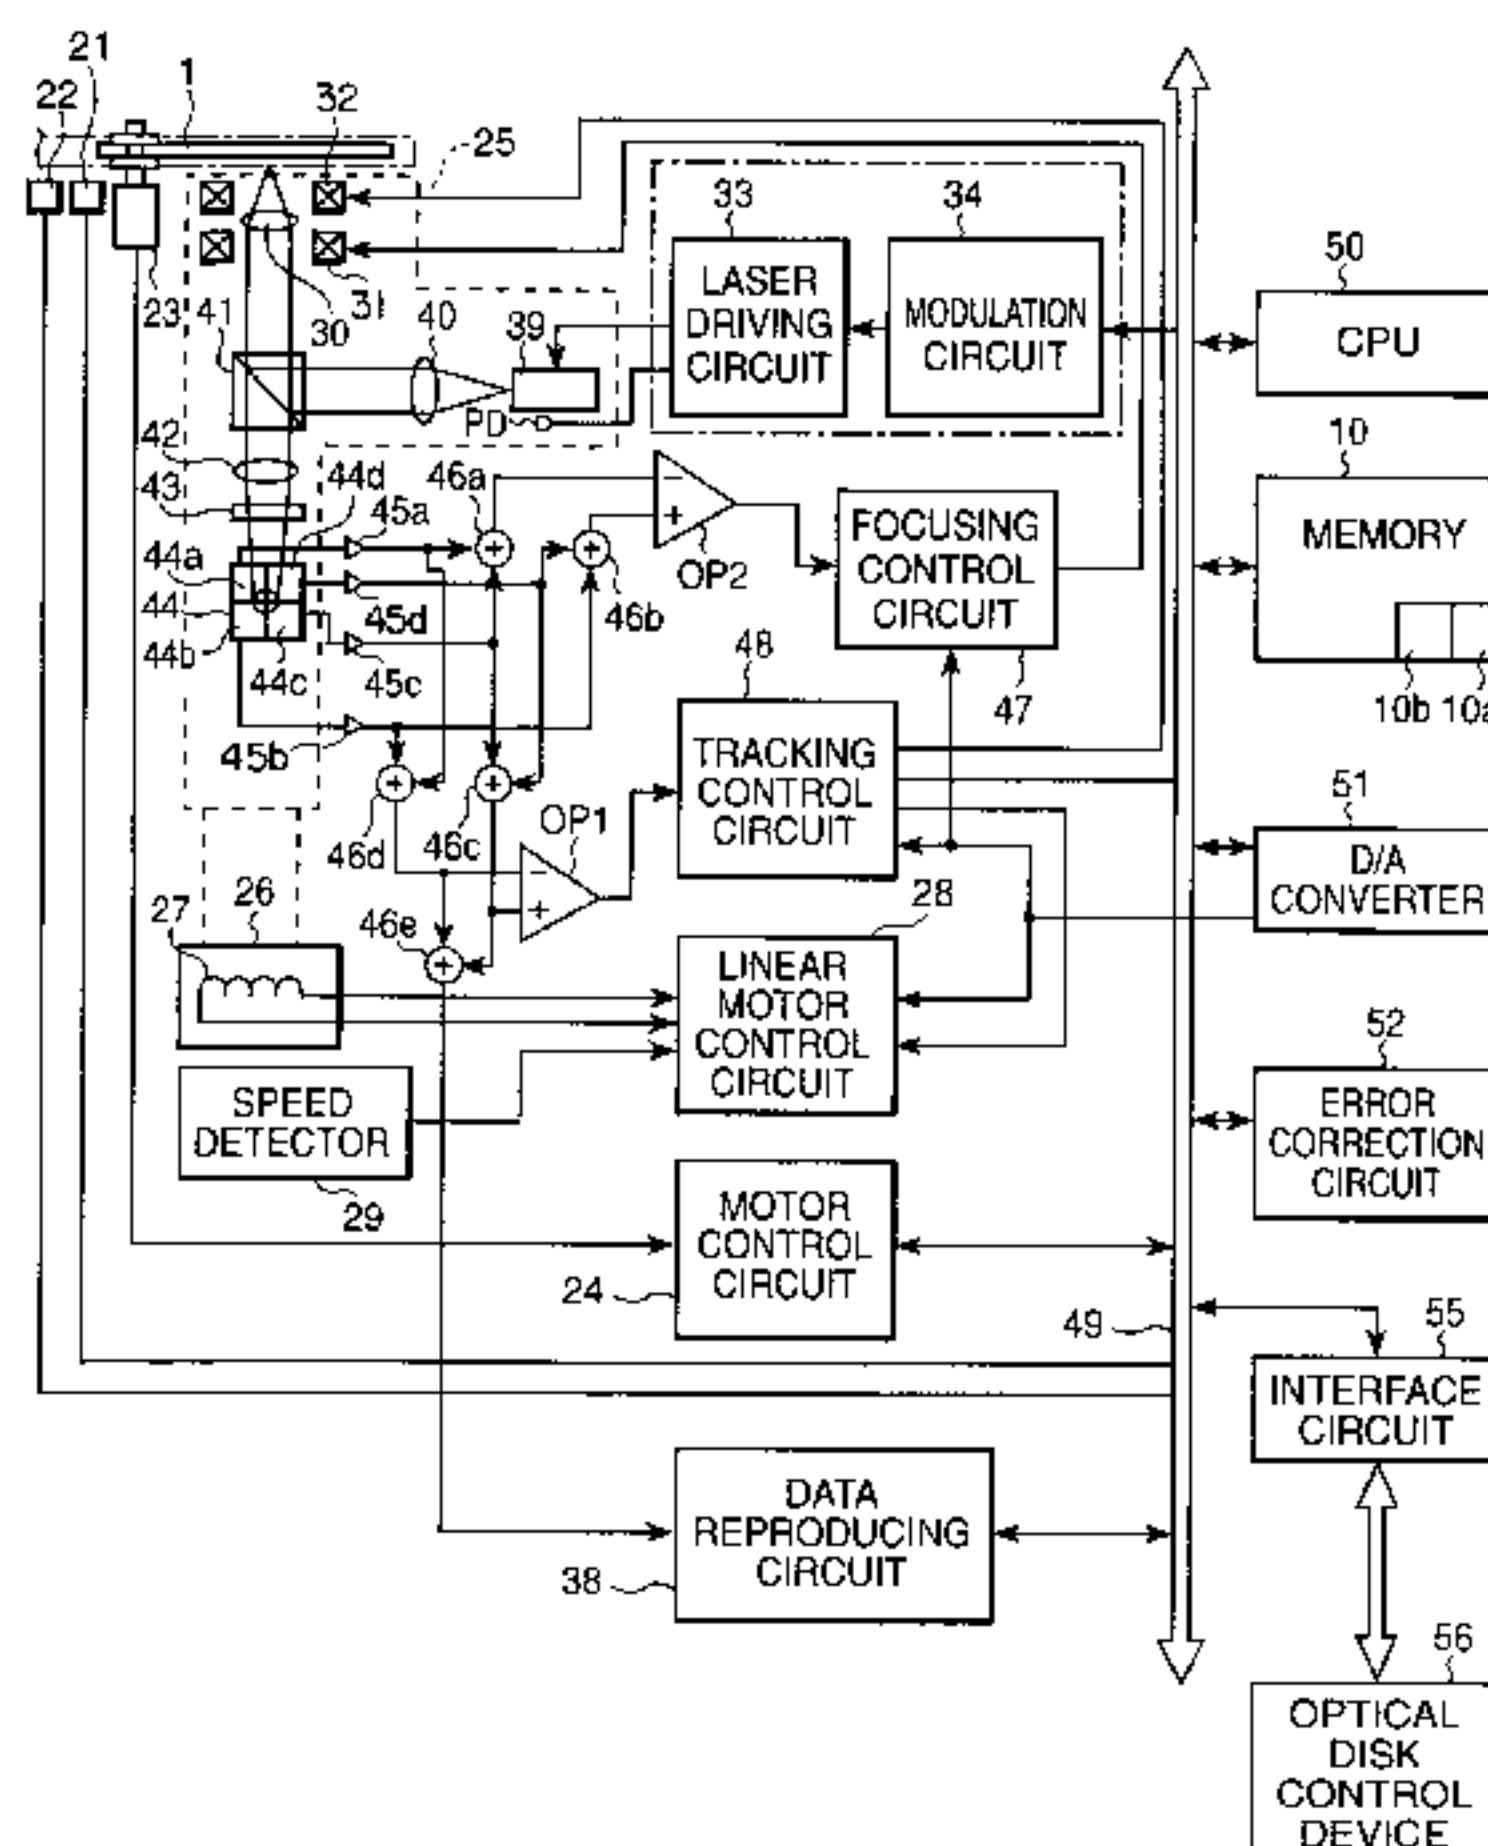 21
22
1
32
25
33
34
LASER
DRIVING
CIRCUIT
MODULATION
CIRCUIT
50
CPU
23
41
30
31
40
39
PD
10
MEMORY
10b
42
43
44d
46a
45a
44a
44
44b
44c
45d
45c
45b
46b
OP2
FOCUSING
CONTROL
CIRCUIT
47
48
TRACKING
CONTROL
CIRCUIT
51
D/A
CONVERTER
46d
46c
OP1
46e
26
27
28
LINEAR
MOTOR
CONTROL
CIRCUIT
52
ERROR
CORRECTION
CIRCUIT
SPEED
DETECTOR
29
MOTOR
CONTROL
CIRCUIT
24
49
55
INTERFACE
CIRCUIT
DATA
REPRODUCING
CIRCUIT
38
56
OPTICAL
DISK
CONTROL
DEVICE